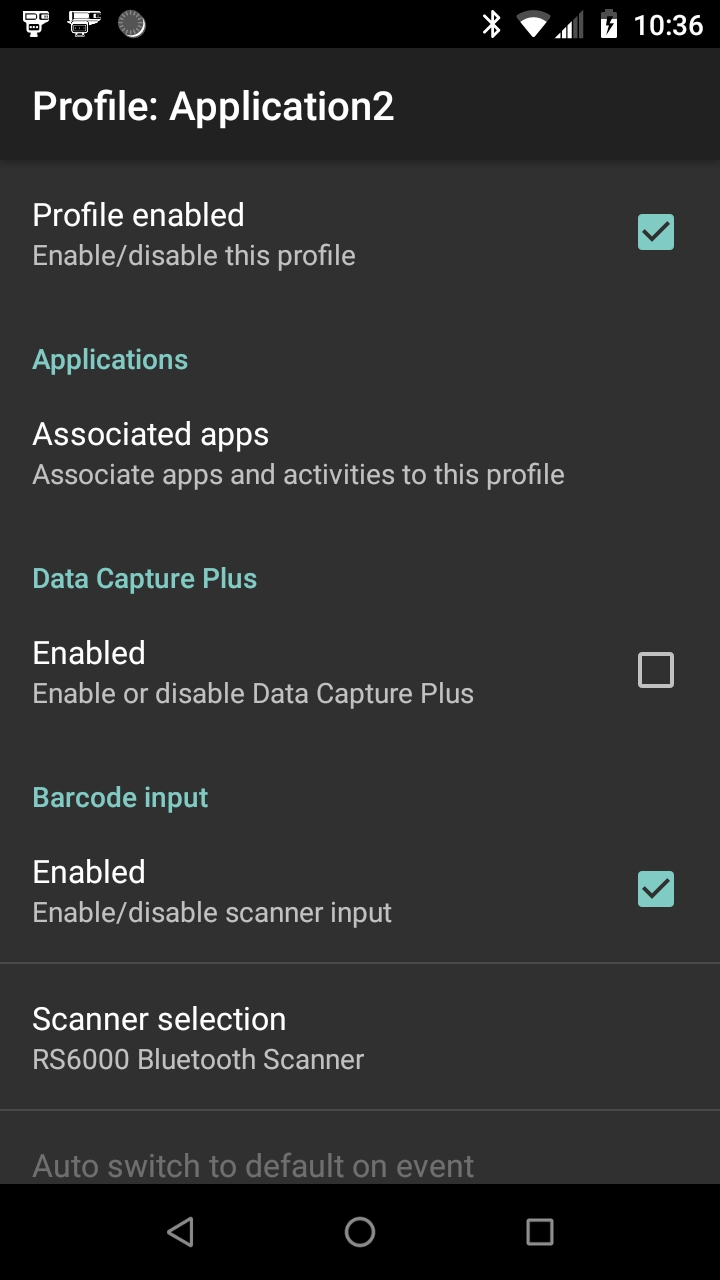 10:36
Profile: Application2
Profile enabled
Enable/disable this profile
Applications
Associated apps
Associate apps and activities to this profile
Data Capture Plus
Enabled
Enable or disable Data Capture Plus
Barcode input
Enabled
Enable/disable scanner input
Scanner selection
RS6000 Bluetooth Scanner
Auto switch to default on event